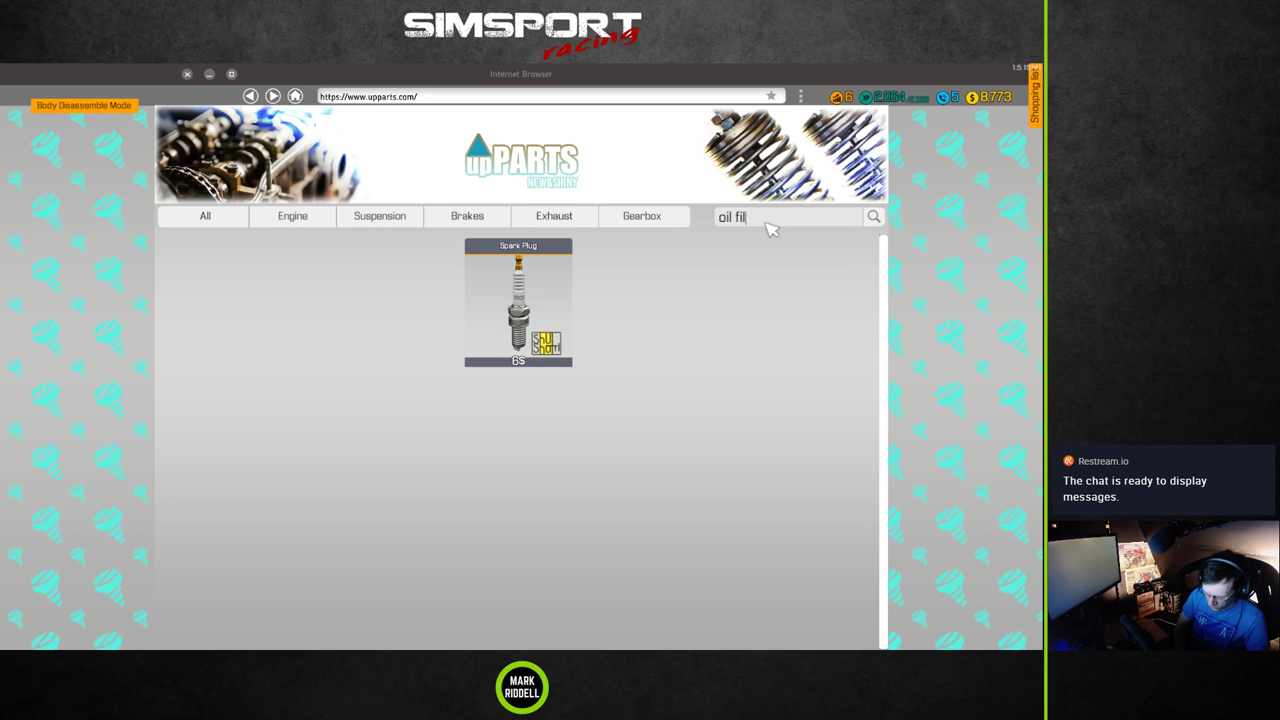 SIMSPORT
racing
Internet Browser
Body Disassemble Mode
https://www.upparts.com/
6
5
$ 8,773
Shopping list
upPARTS
NEW&SHINY
All
Engine
Suspension
Brakes
Exhaust
Gearbox
oil fil
Spark Plug
6$
Restream.io
The chat is ready to display
messages.
MARK
RIDDELL